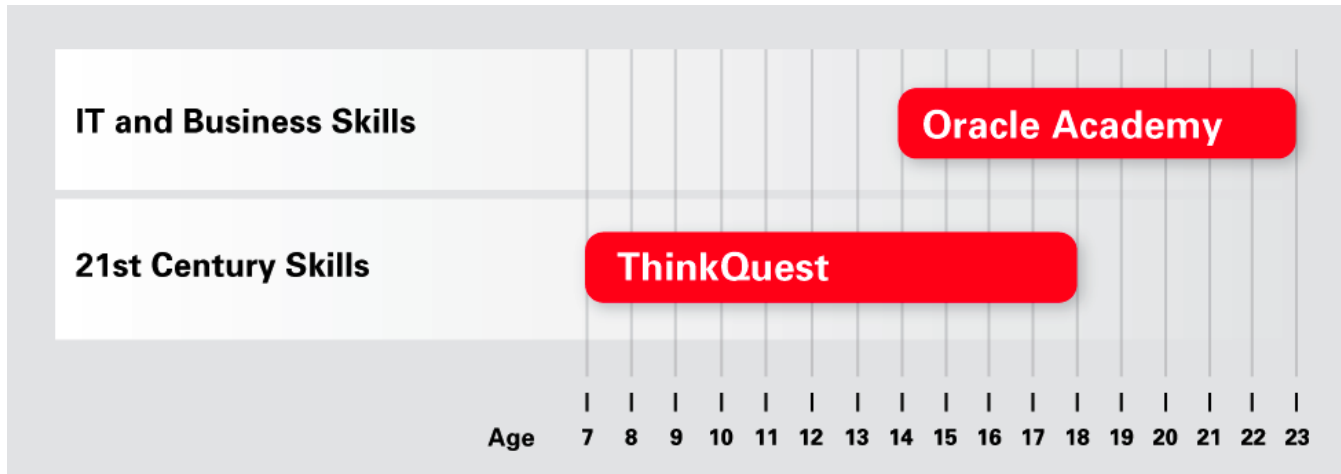 IT and Business Skills
Oracle Academy
21st Century Skills
ThinkQuest
Age 7 8 9 10 11 12 13 14 15 16 17 18 19 20 21 22 23